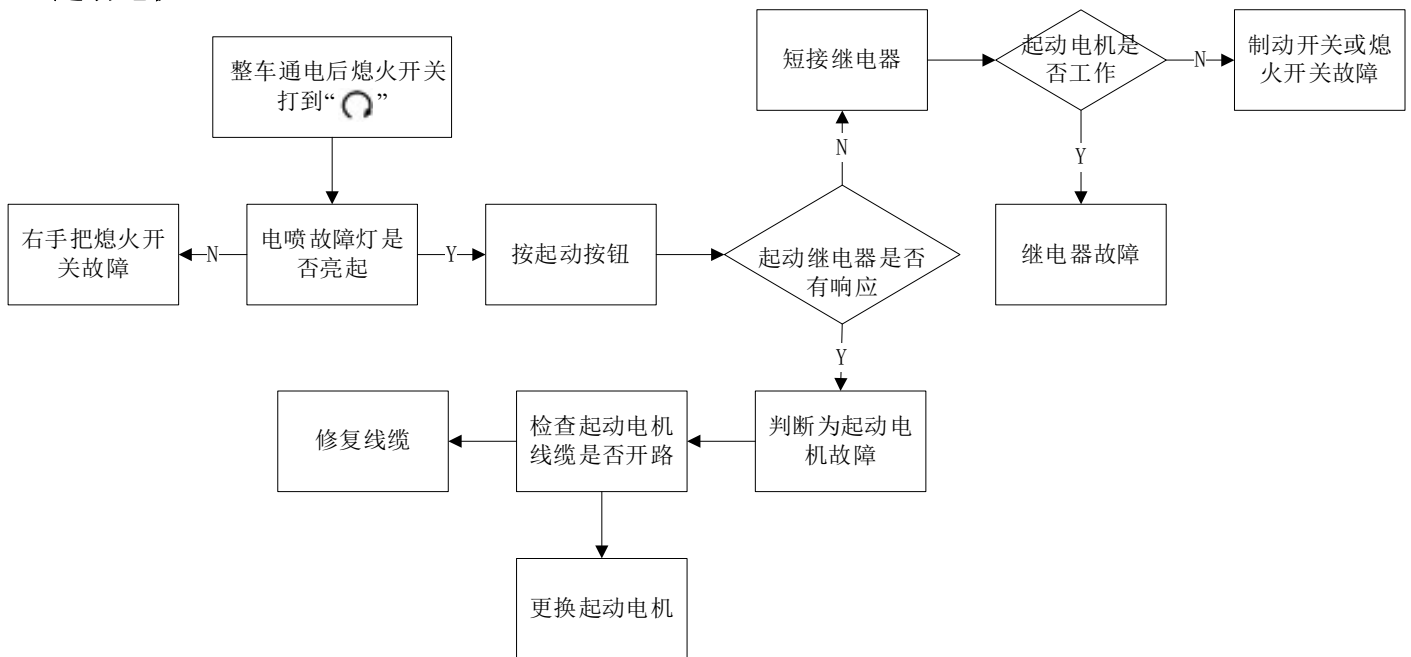 整车通电后熄火开关
打到“ ”
电喷故障灯是
否亮起
N
右手把熄火开
关故障
Y
按起动按钮
起动继电器是否
有响应
N
短接继电器
起动电机是
否工作
N
制动开关或熄
火开关故障
Y
继电器故障
Y
判断为起动电
机故障
检查起动电机
线缆是否开路
修复线缆
更换起动电机